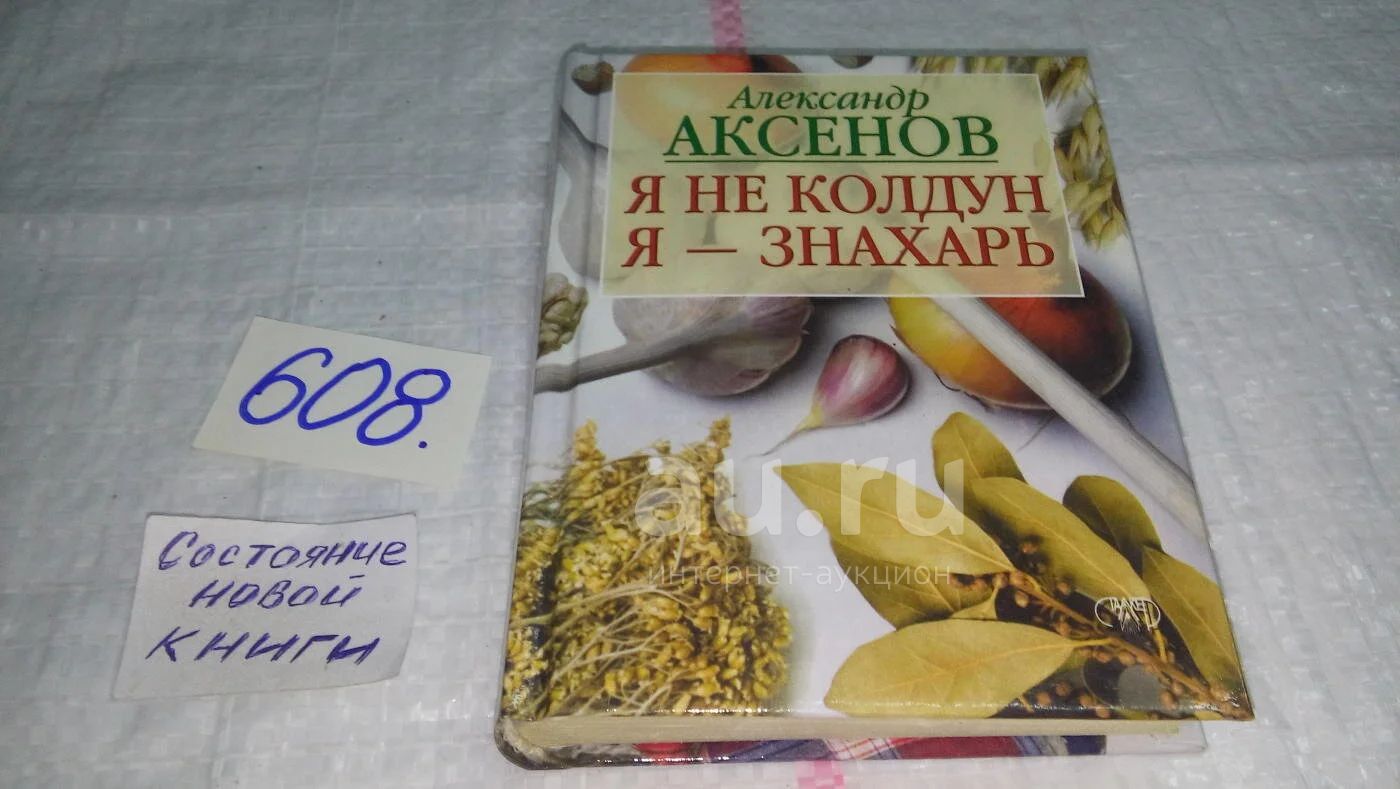 Александр
АКСЕНОВ
Я НЕ КОЛДУН
Я — ЗНАХАРЬ
608.
Состояние
новой
книги
au.ru
интернет-аукцион